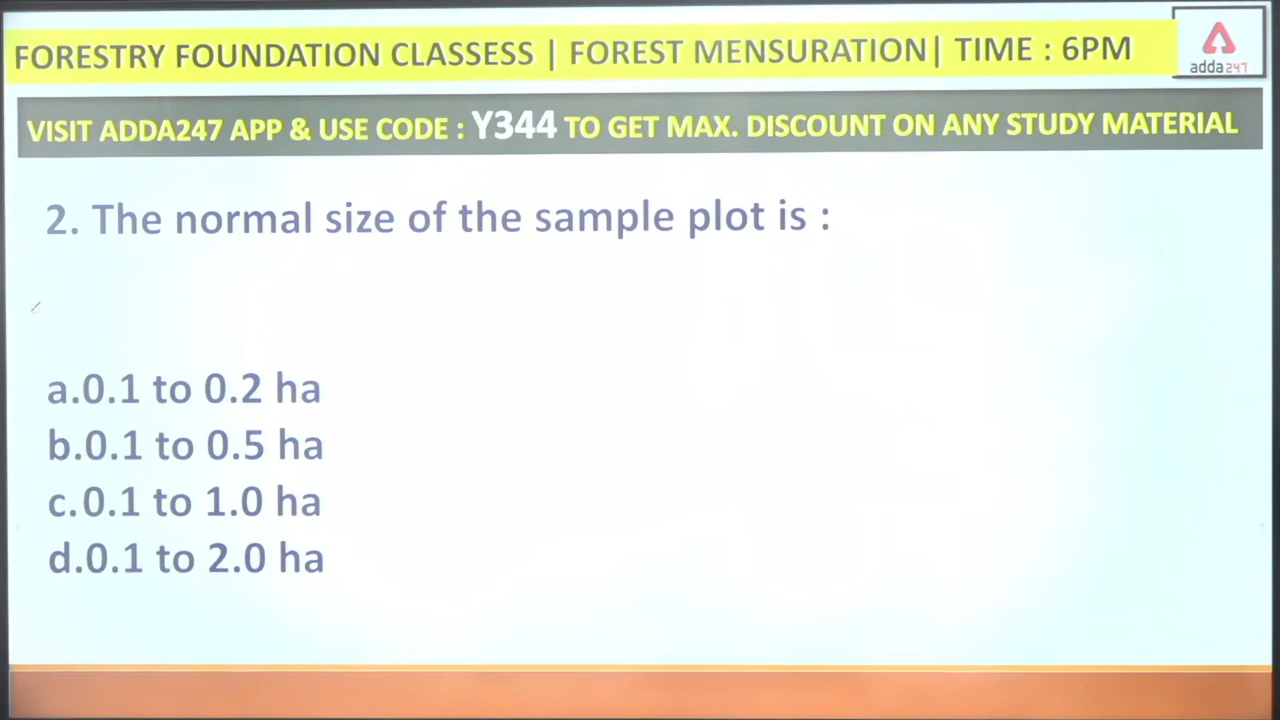 FORESTRY FOUNDATION CLASSESS | FOREST MENSURATION| TIME : 6PM
adda247
VISIT ADDA247 APP & USE CODE : Y344 TO GET MAX. DISCOUNT ON ANY STUDY MATERIAL
2. The normal size of the sample plot is :
a.0.1 to 0.2 ha
b.0.1 to 0.5 ha
c.0.1 to 1.0 ha
d.0.1 to 2.0 ha